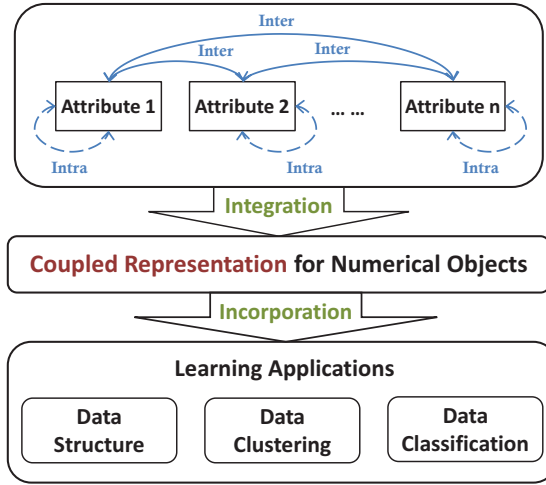 Inter
Inter
Inter
Attribute 1
Attribute 2
... ...
Attribute n
Intra
Intra
Intra
Integration
Coupled Representation for Numerical Objects
Incorporation
Learning Applications
Data
Structure
Data
Clustering
Data
Classification